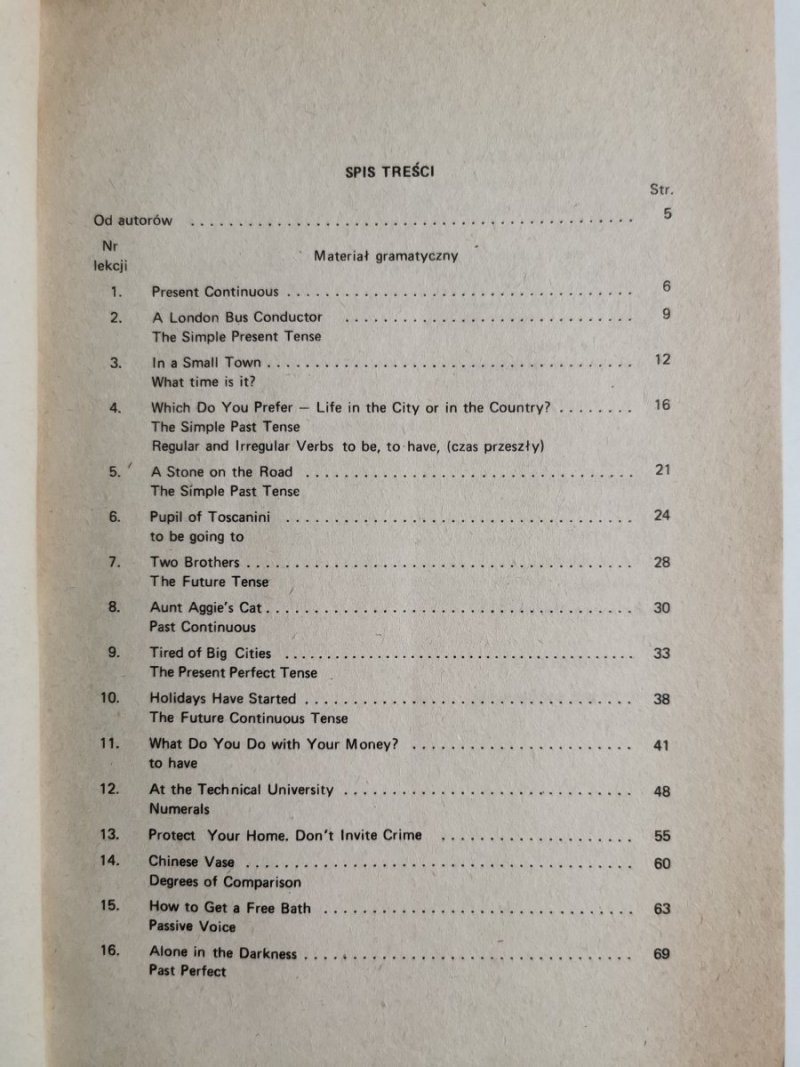 SPIS TREŚCI
Str.
Od autorów ........................................ 5
Nr
lekcji
Materiał gramatyczny
1. Present Continuous ........................................ 6
2. A London Bus Conductor ........................................ 9
The Simple Present Tense
3. In a Small Town ........................................ 12
What time is it?
4. Which Do You Prefer — Life in the City or in the Country? ........ 16
The Simple Past Tense
Regular and Irregular Verbs to be, to have, (czas przeszły)
5. A Stone on the Road ........................................ 21
The Simple Past Tense
6. Pupil of Toscanini ........................................ 24
to be going to
7. Two Brothers ........................................ 28
The Future Tense
8. Aunt Aggie's Cat ........................................ 30
Past Continuous
9. Tired of Big Cities ........................................ 33
The Present Perfect Tense
10. Holidays Have Started ........................................ 38
The Future Continuous Tense
11. What Do You Do with Your Money? ........................ 41
to have
12. At the Technical University ................................ 48
Numerals
13. Protect Your Home. Don't Invite Crime .................... 55
14. Chinese Vase ........................................ 60
Degrees of Comparison
15. How to Get a Free Bath ................................ 63
Passive Voice
16. Alone in the Darkness ................................ 69
Past Perfect